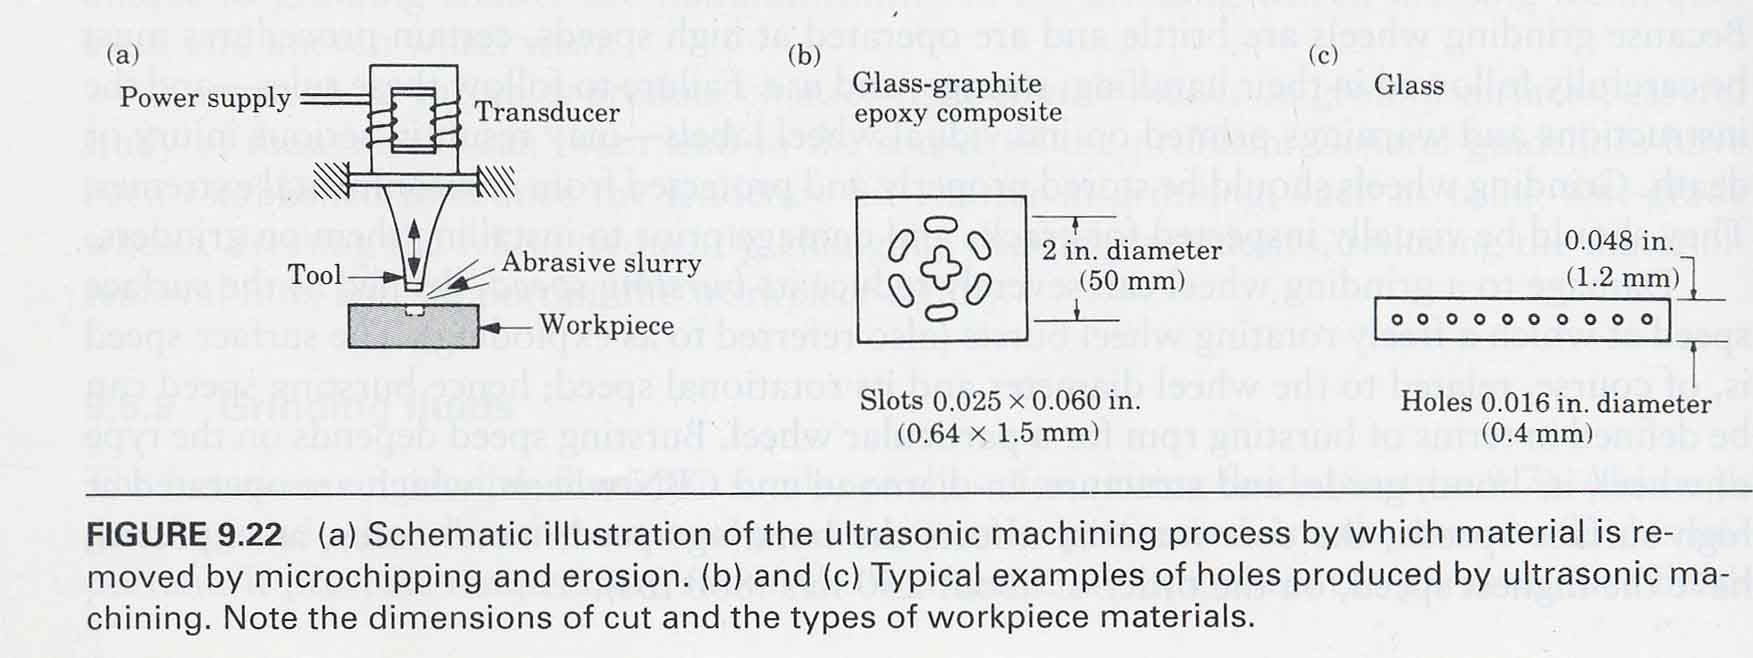 (a)
Power supply
Transducer
Tool
Abrasive slurry
Workpiece
(b)
Glass-graphite
epoxy composite
2 in. diameter
(50 mm)
Slots 0.025 × 0.060 in.
(0.64 × 1.5 mm)
(c)
Glass
0.048 in.
(1.2 mm)
Holes 0.016 in. diameter
(0.4 mm)
FIGURE 9.22 (a) Schematic illustration of the ultrasonic machining process by which material is re-
moved by microchipping and erosion. (b) and (c) Typical examples of holes produced by ultrasonic ma-
chining. Note the dimensions of cut and the types of workpiece materials.